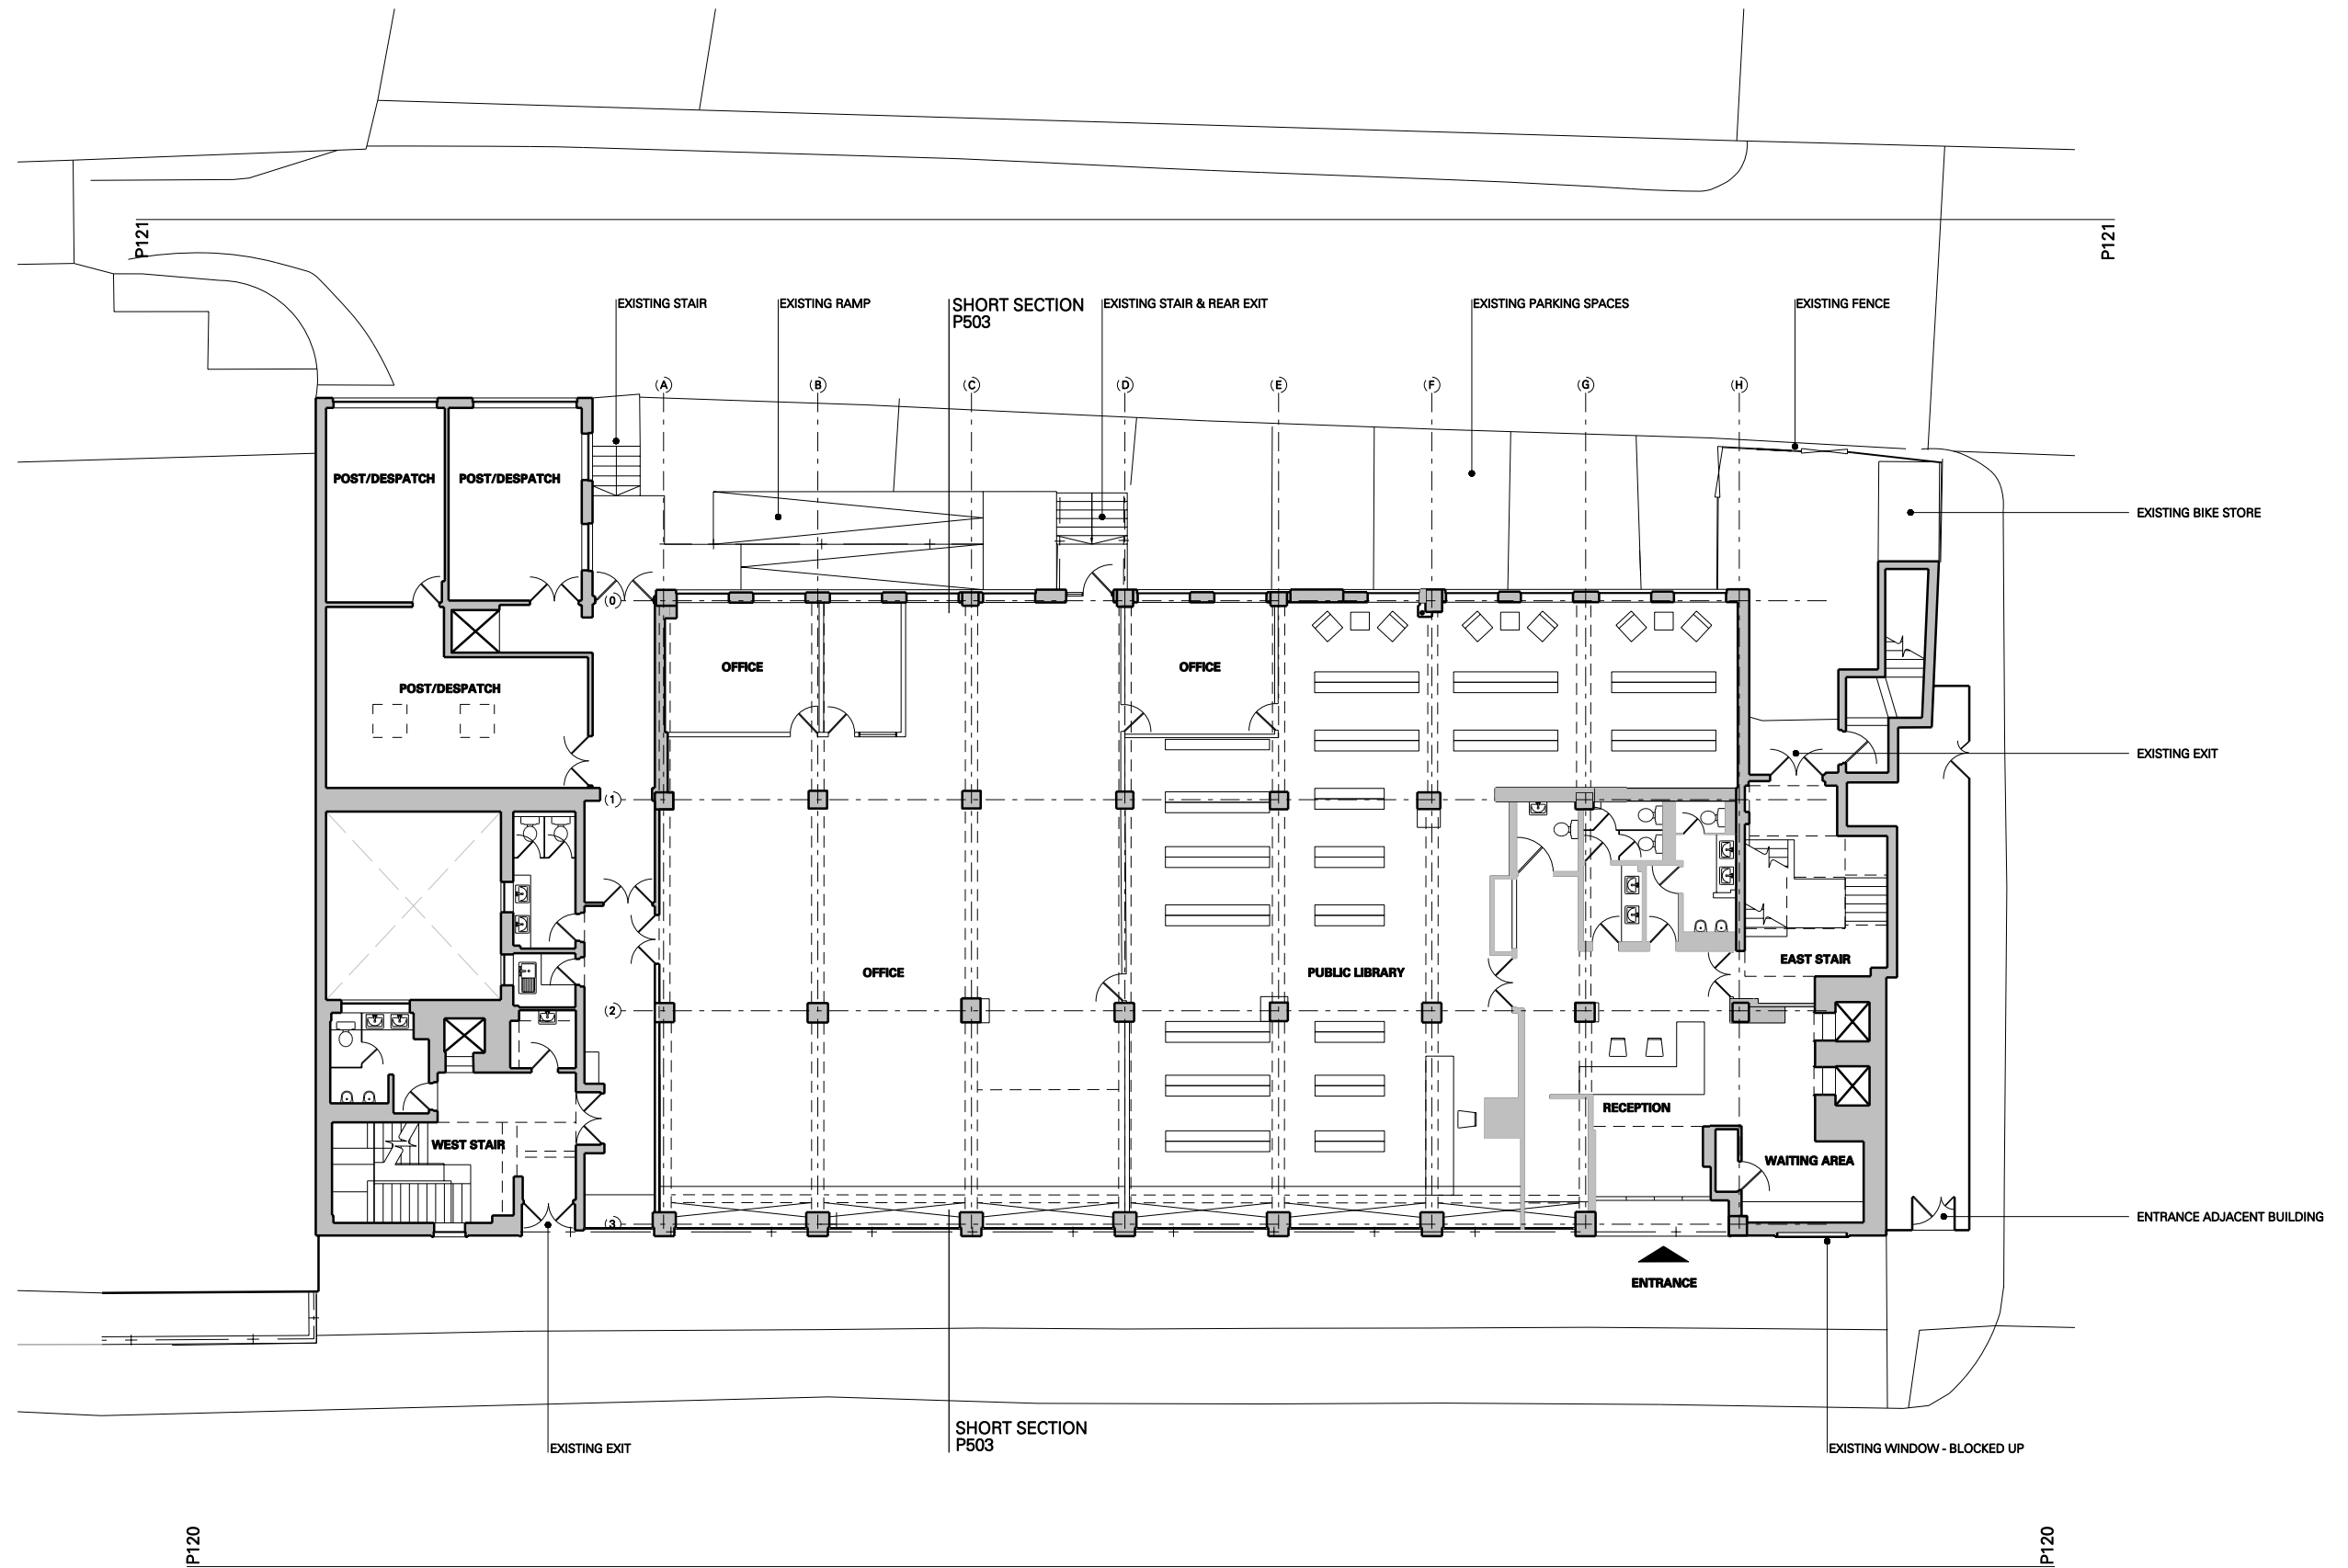 P121
P121
EXISTING STAIR
EXISTING RAMP
SHORT SECTION
P503
EXISTING STAIR & REAR EXIT
EXISTING PARKING SPACES
EXISTING FENCE
A
B
C
D
E
F
G
H
POST/DESPATCH
POST/DESPATCH
EXISTING BIKE STORE
0
OFFICE
OFFICE
POST/DESPATCH
EXISTING EXIT
1
OFFICE
PUBLIC LIBRARY
EAST STAIR
2
RECEPTION
WEST STAIR
WAITING AREA
3
ENTRANCE ADJACENT BUILDING
ENTRANCE
SHORT SECTION
P503
EXISTING EXIT
EXISTING WINDOW - BLOCKED UP
P120
P120